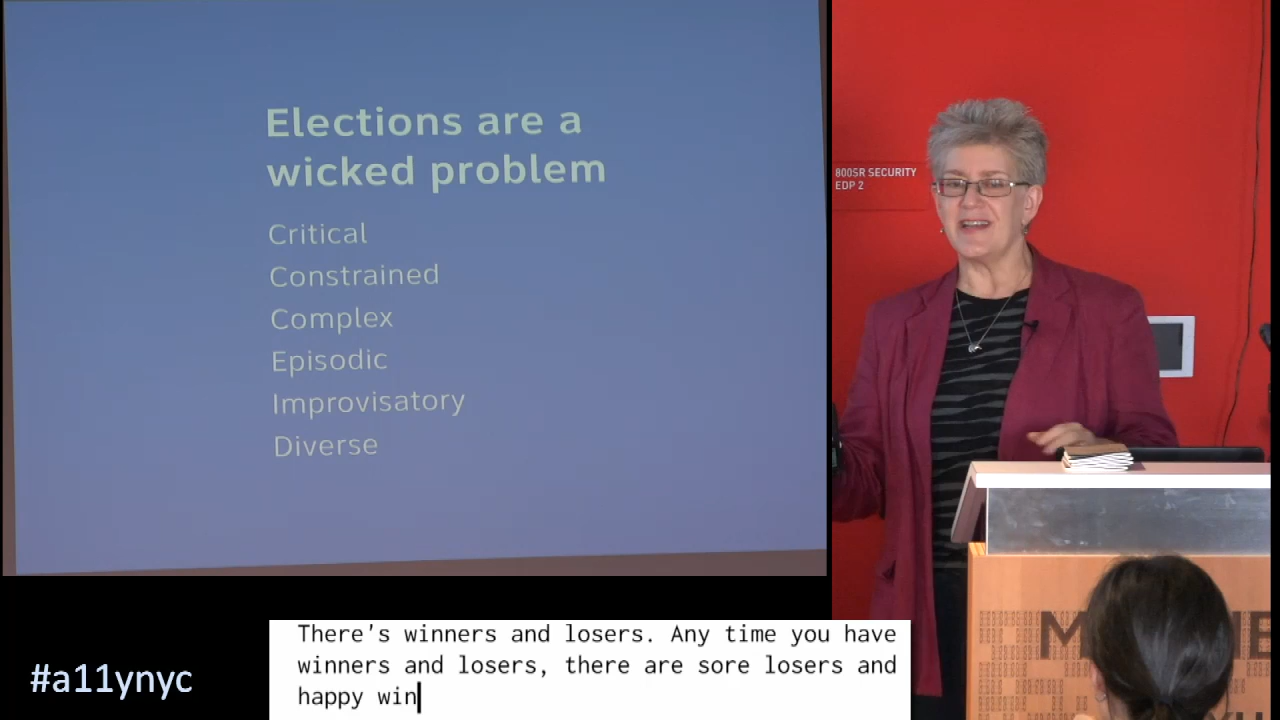 Elections are a
wicked problem
Critical
Constrained
Complex
Episodic
Improvisatory
Diverse
800SR SECURITY
EDP 2
There's winners and losers. Any time you have
winners and losers, there are sore losers and
happy win
#a11ynyc